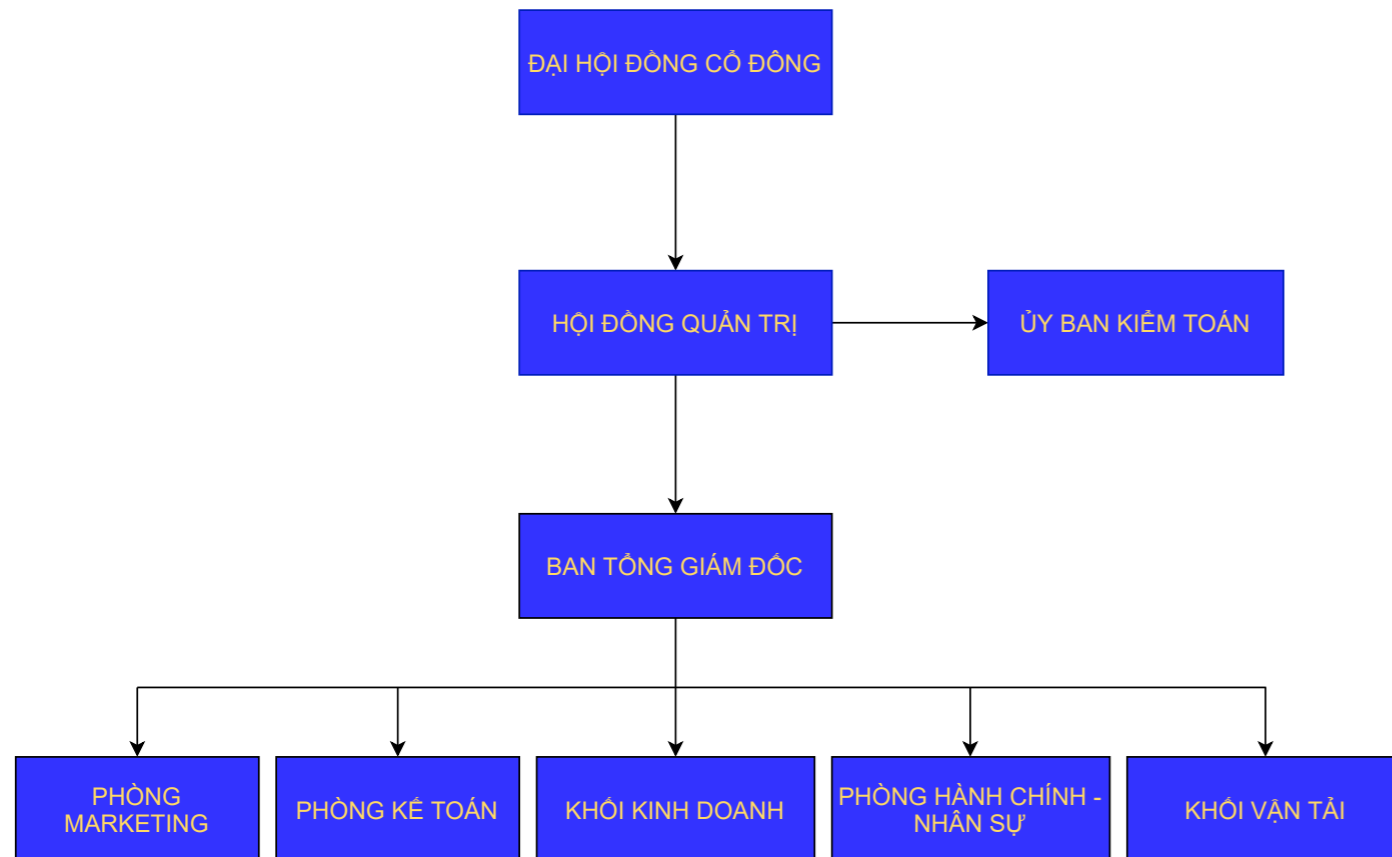 ĐẠI HỘI ĐỒNG CỔ ĐÔNG
HỘI ĐỒNG QUẢN TRỊ
ỦY BAN KIỂM TOÁN
BAN TỔNG GIÁM ĐỐC
PHÒNG
MARKETING
PHÒNG KẾ TOÁN
KHỐI KINH DOANH
PHÒNG HÀNH CHÍNH -
NHÂN SỰ
KHỐI VẬN TẢI